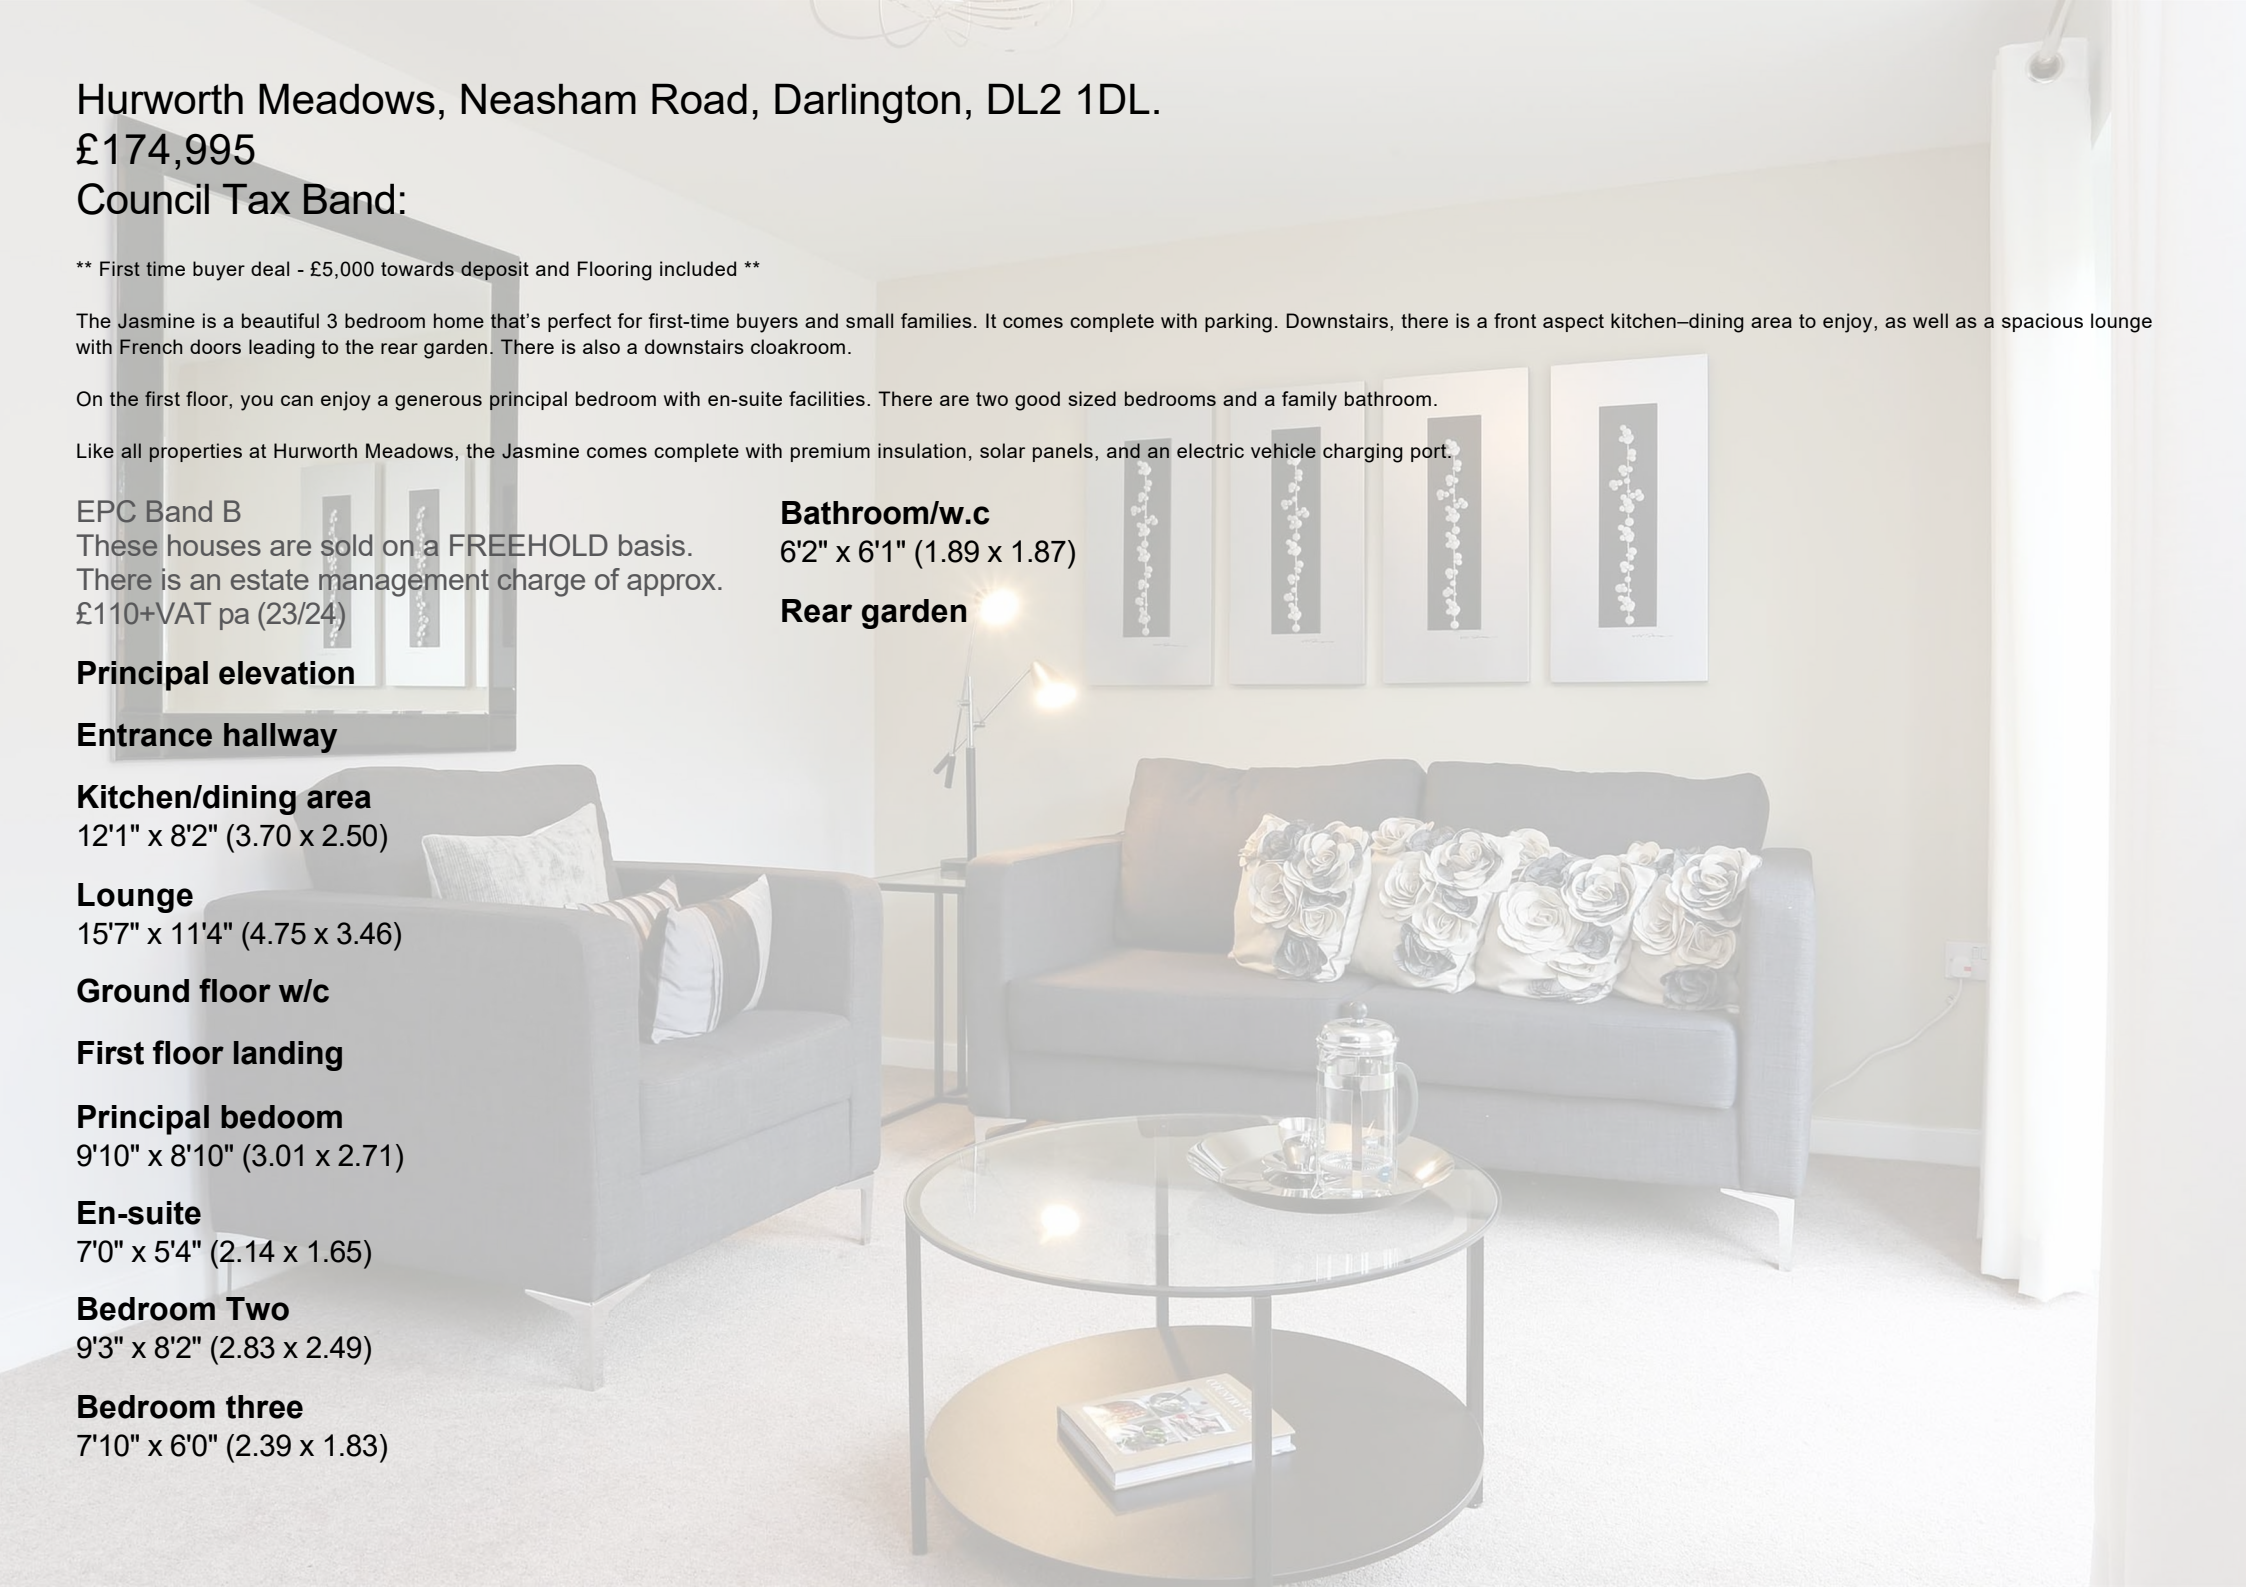 Hurworth Meadows, Neasham Road, Darlington, DL2 1DL.
£174,995
Council Tax Band:
** First time buyer deal - £5,000 towards deposit and Flooring included **
The Jasmine is a beautiful 3 bedroom home that’s perfect for first-time buyers and small families. It comes complete with parking. Downstairs, there is a front aspect kitchen–dining area to enjoy, as well as a spacious lounge
with French doors leading to the rear garden. There is also a downstairs cloakroom.
On the first floor, you can enjoy a generous principal bedroom with en-suite facilities. There are two good sized bedrooms and a family bathroom.
Like all properties at Hurworth Meadows, the Jasmine comes complete with premium insulation, solar panels, and an electric vehicle charging port.
EPC Band B
These houses are sold on a FREEHOLD basis.
There is an estate management charge of approx.
£110+VAT pa (23/24)
Principal elevation
Entrance hallway
Kitchen/dining area
12'1" x 8'2" (3.70 x 2.50)
Lounge
15'7" x 11'4" (4.75 x 3.46)
Ground floor w/c
First floor landing
Principal bedoom
9'10" x 8'10" (3.01 x 2.71)
En-suite
7'0" x 5'4" (2.14 x 1.65)
Bedroom Two
9'3" x 8'2" (2.83 x 2.49)
Bedroom three
7'10" x 6'0" (2.39 x 1.83)
Bathroom/w.c
6'2" x 6'1" (1.89 x 1.87)
Rear garden